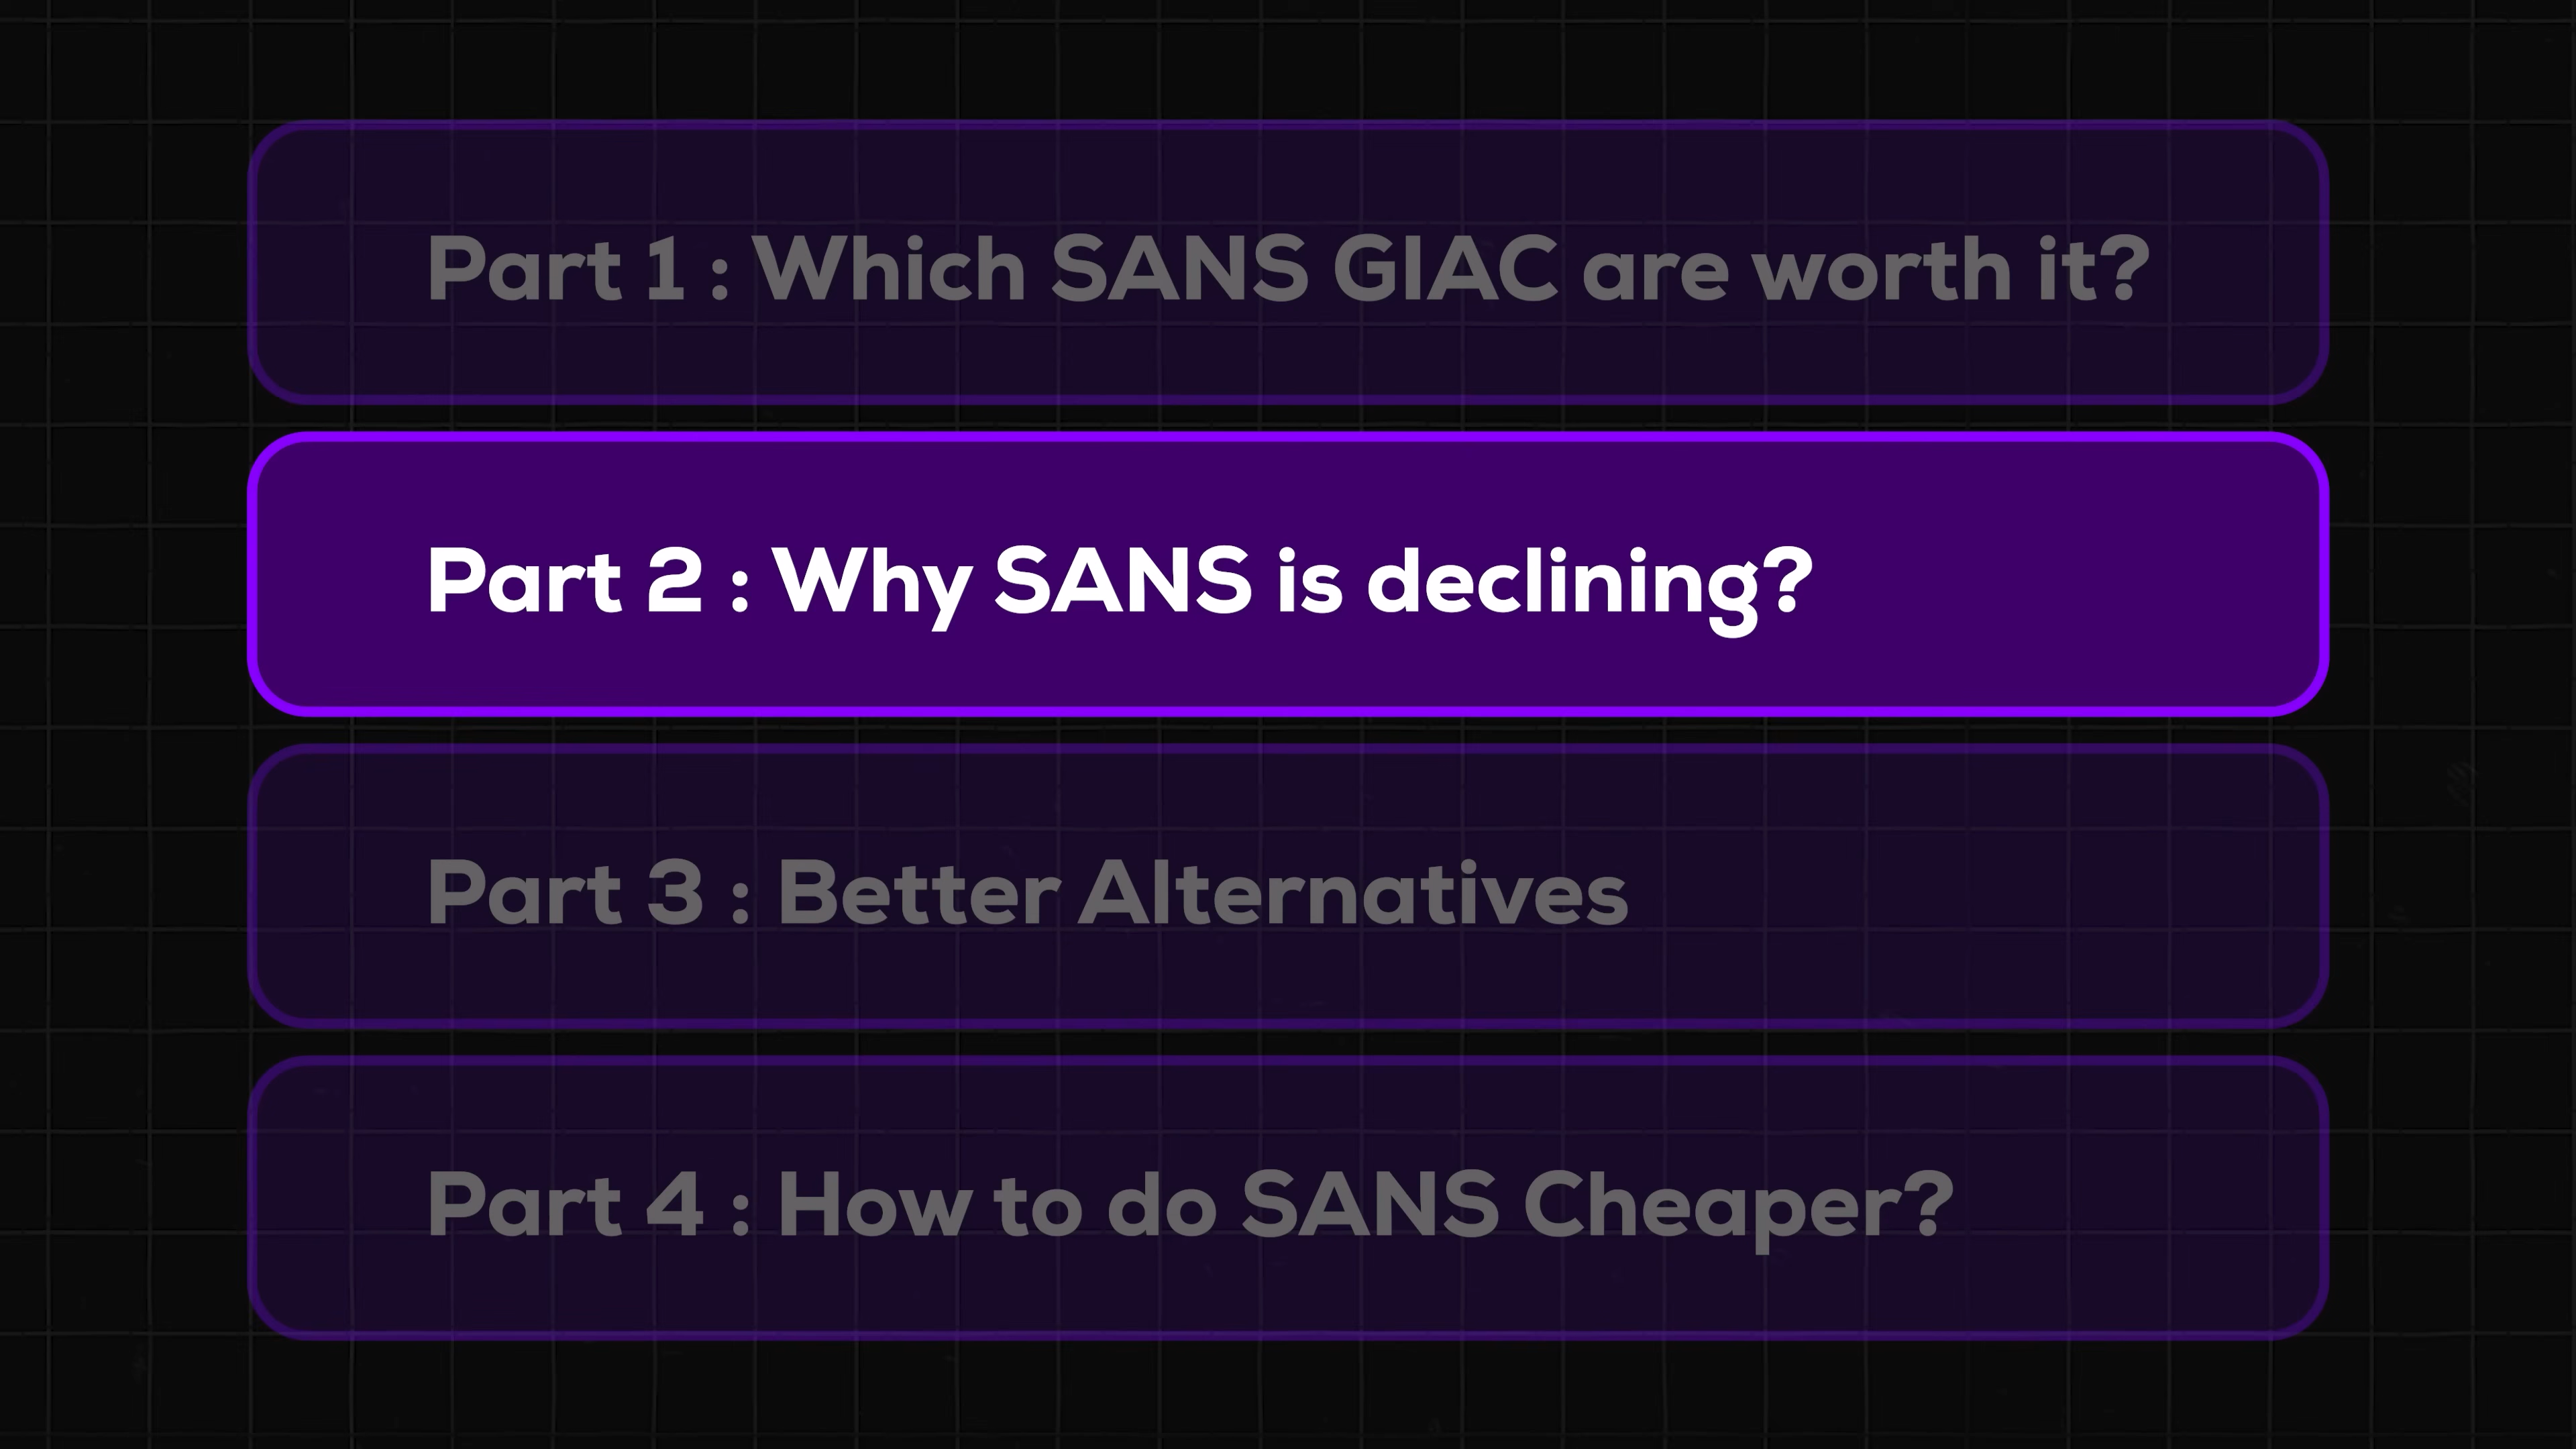 Part 1 : Which SANS GIAC are worth it?
Part 2 : Why SANS is declining?
Part 3 : Better Alternatives
Part 4 : How to do SANS Cheaper?